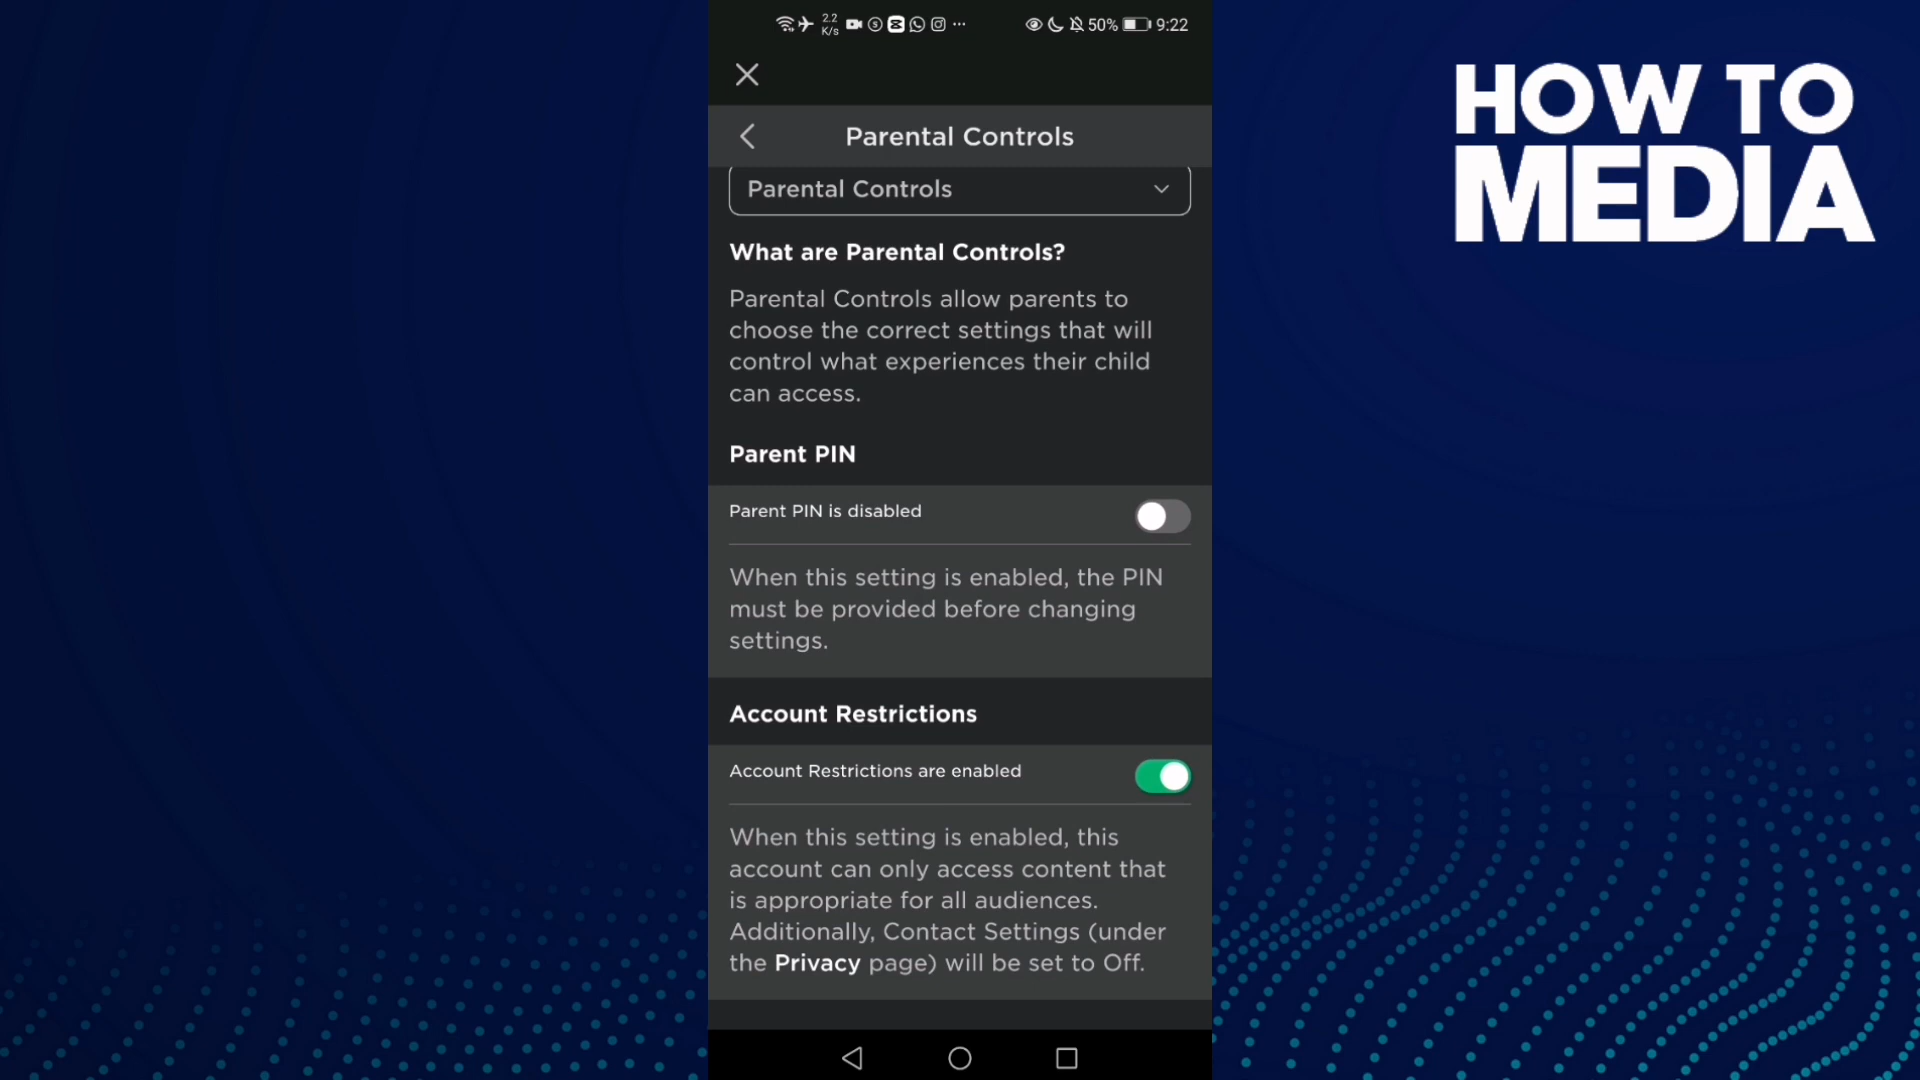 2.2
K/s
50%
9:22
HOW TO
MEDIA
Parental Controls
Parental Controls
What are Parental Controls?
Parental Controls allow parents to
choose the correct settings that will
control what experiences their child
can access.
Parent PIN
Parent PIN is disabled
When this setting is enabled, the PIN
must be provided before changing
settings.
Account Restrictions
Account Restrictions are enabled
When this setting is enabled, this
account can only access content that
is appropriate for all audiences.
Additionally, Contact Settings (under
the Privacy page) will be set to Off.